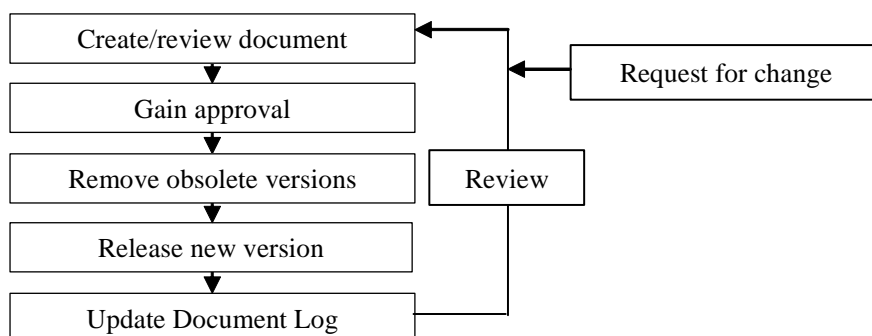 Create/review document
Request for change
Gain approval
Remove obsolete versions
Review
Release new version
Update Document Log